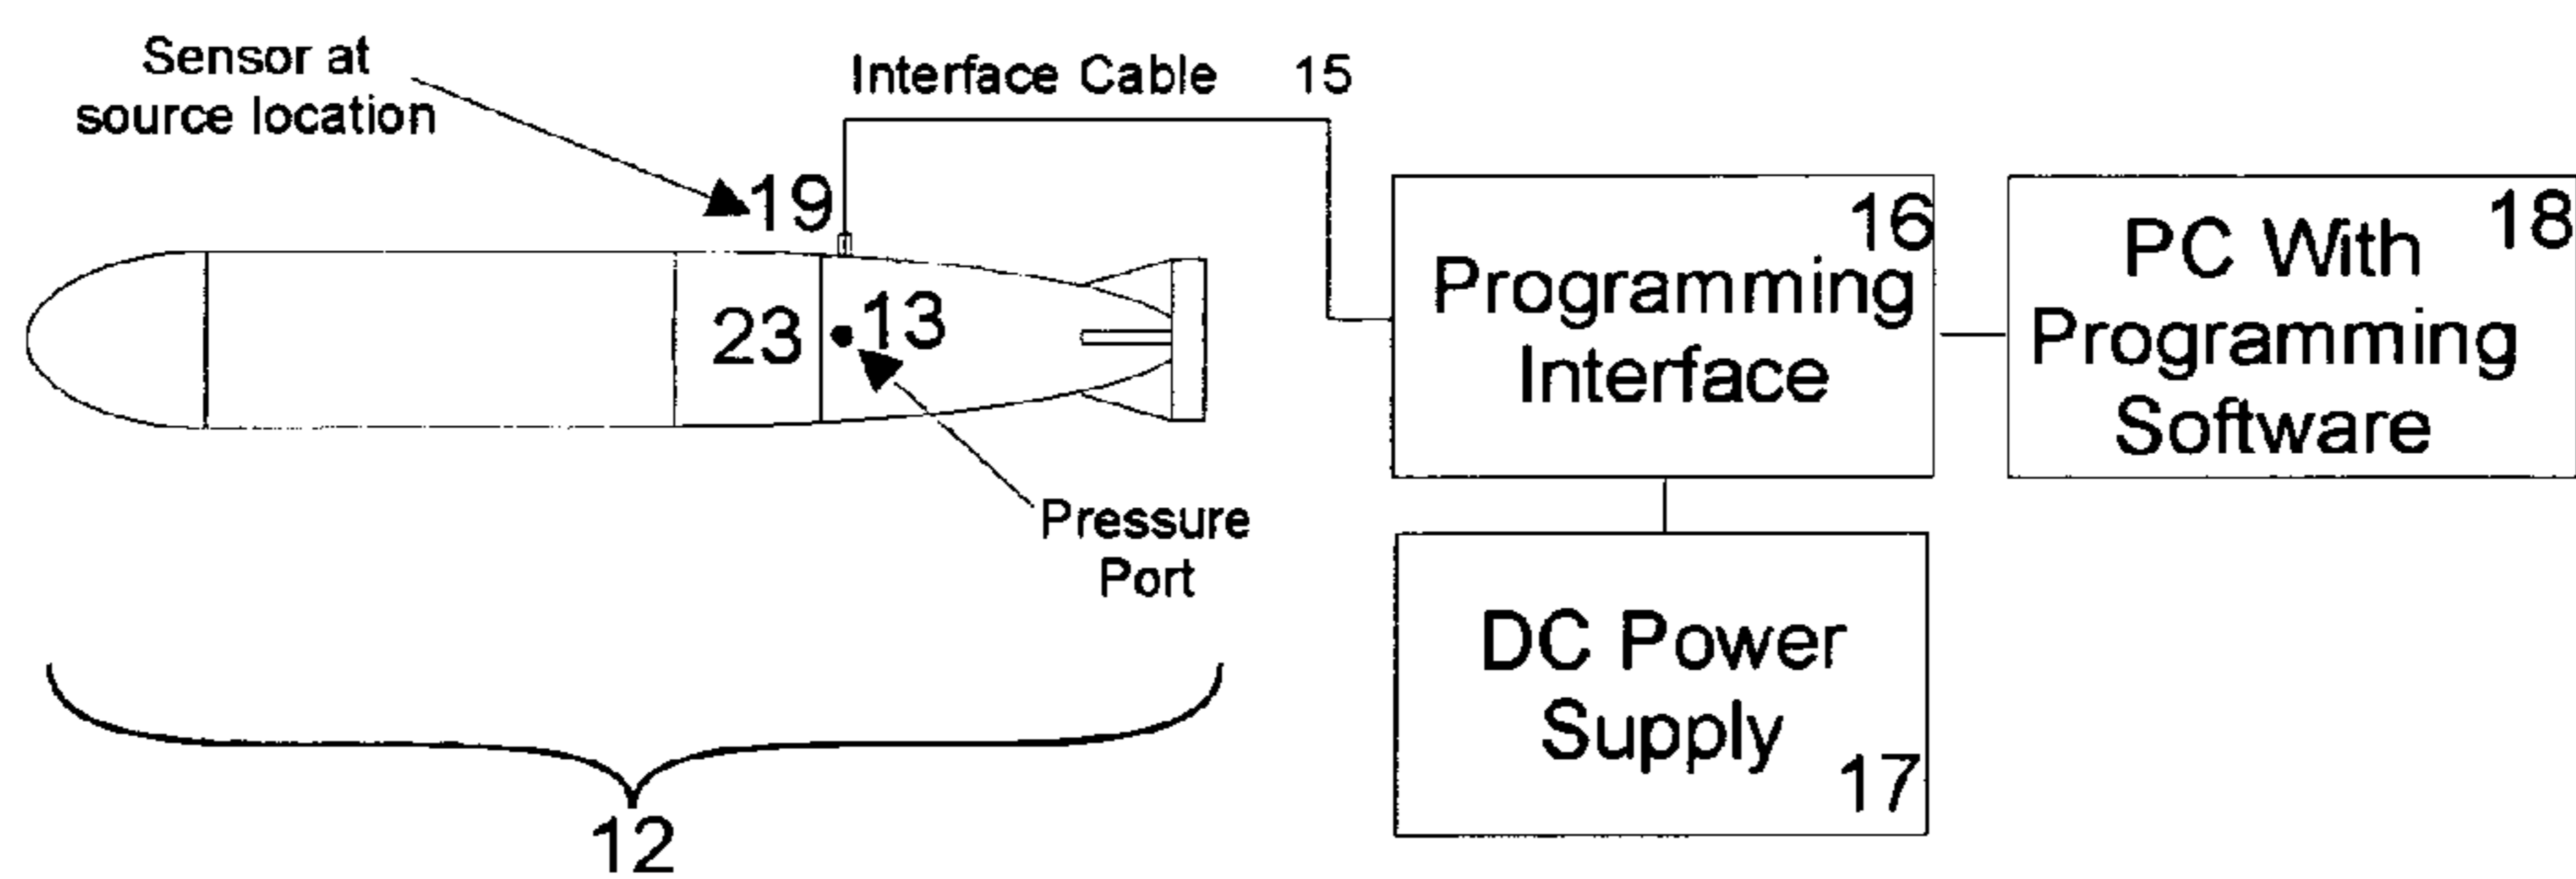 Sensor at
source location
Interface Cable 15
19
16
Programming
Interface
18
PC With
Programming
Software
23
13
Pressure
Port
DC Power
Supply
17
12